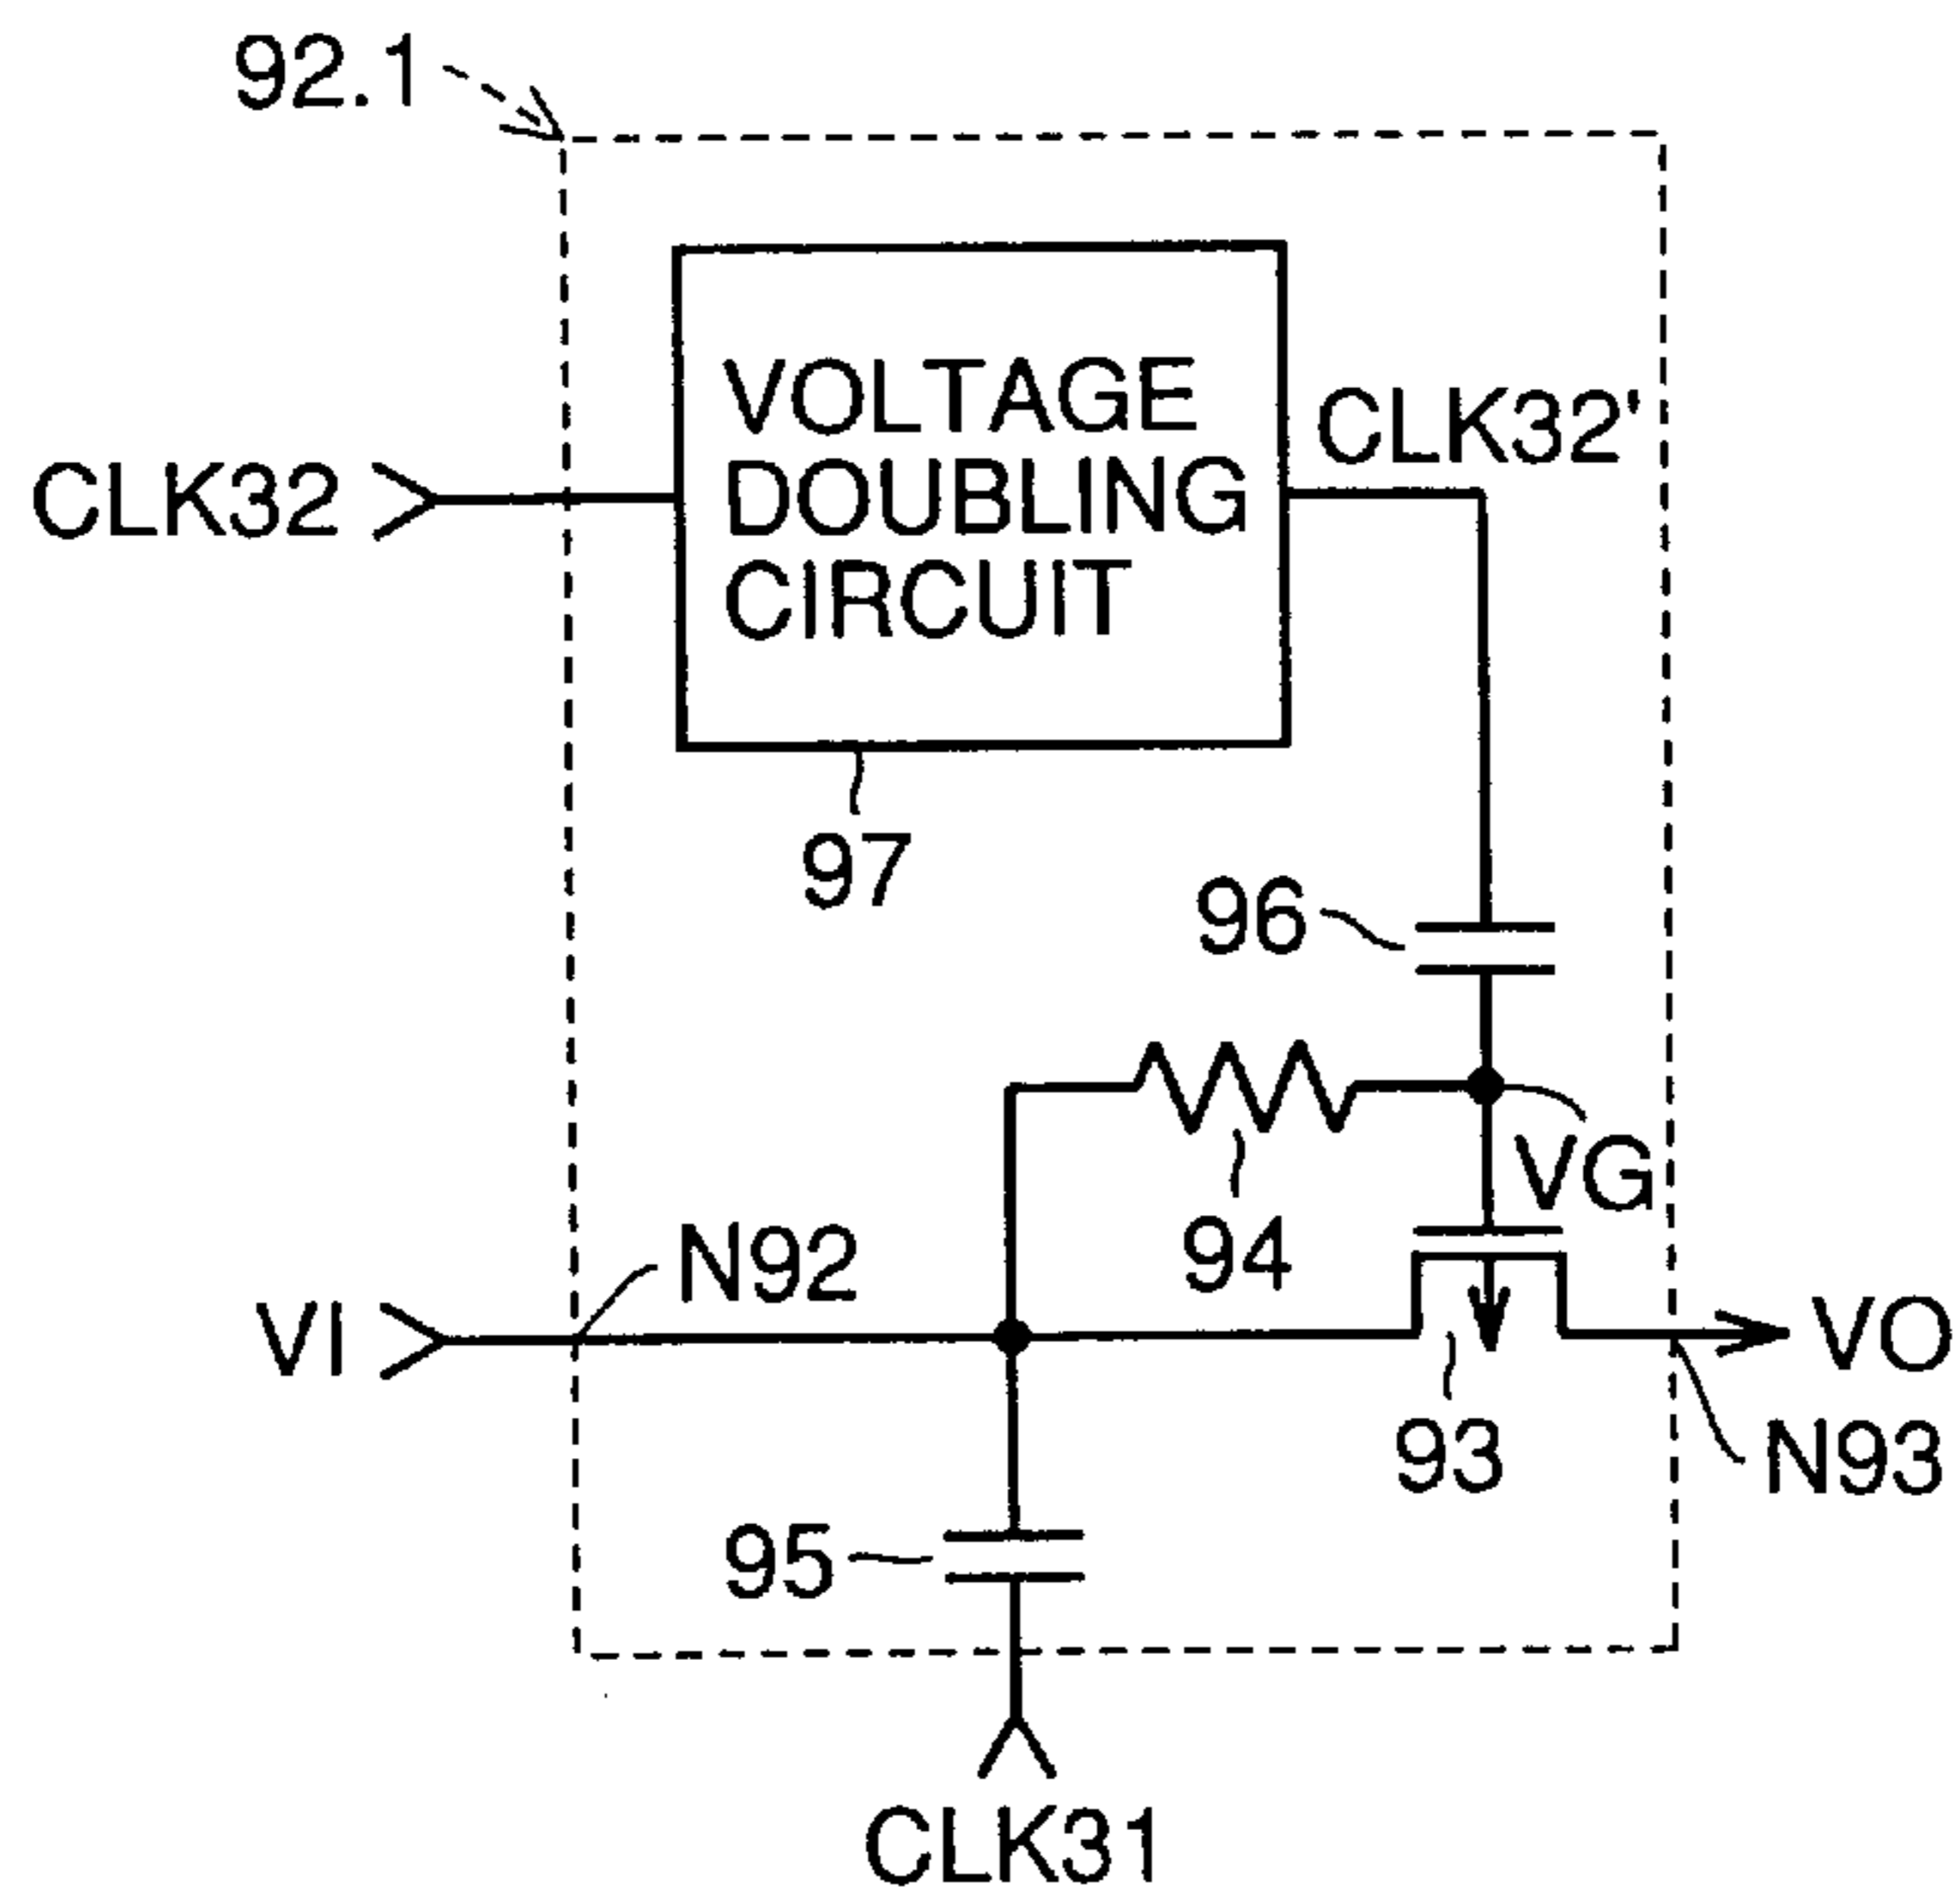 92.1
VOLTAGE
DOUBLING
CIRCUIT
CLK32'
CLK32
97
96
VG
94
N92
VI
VO
93
N93
95
CLK31